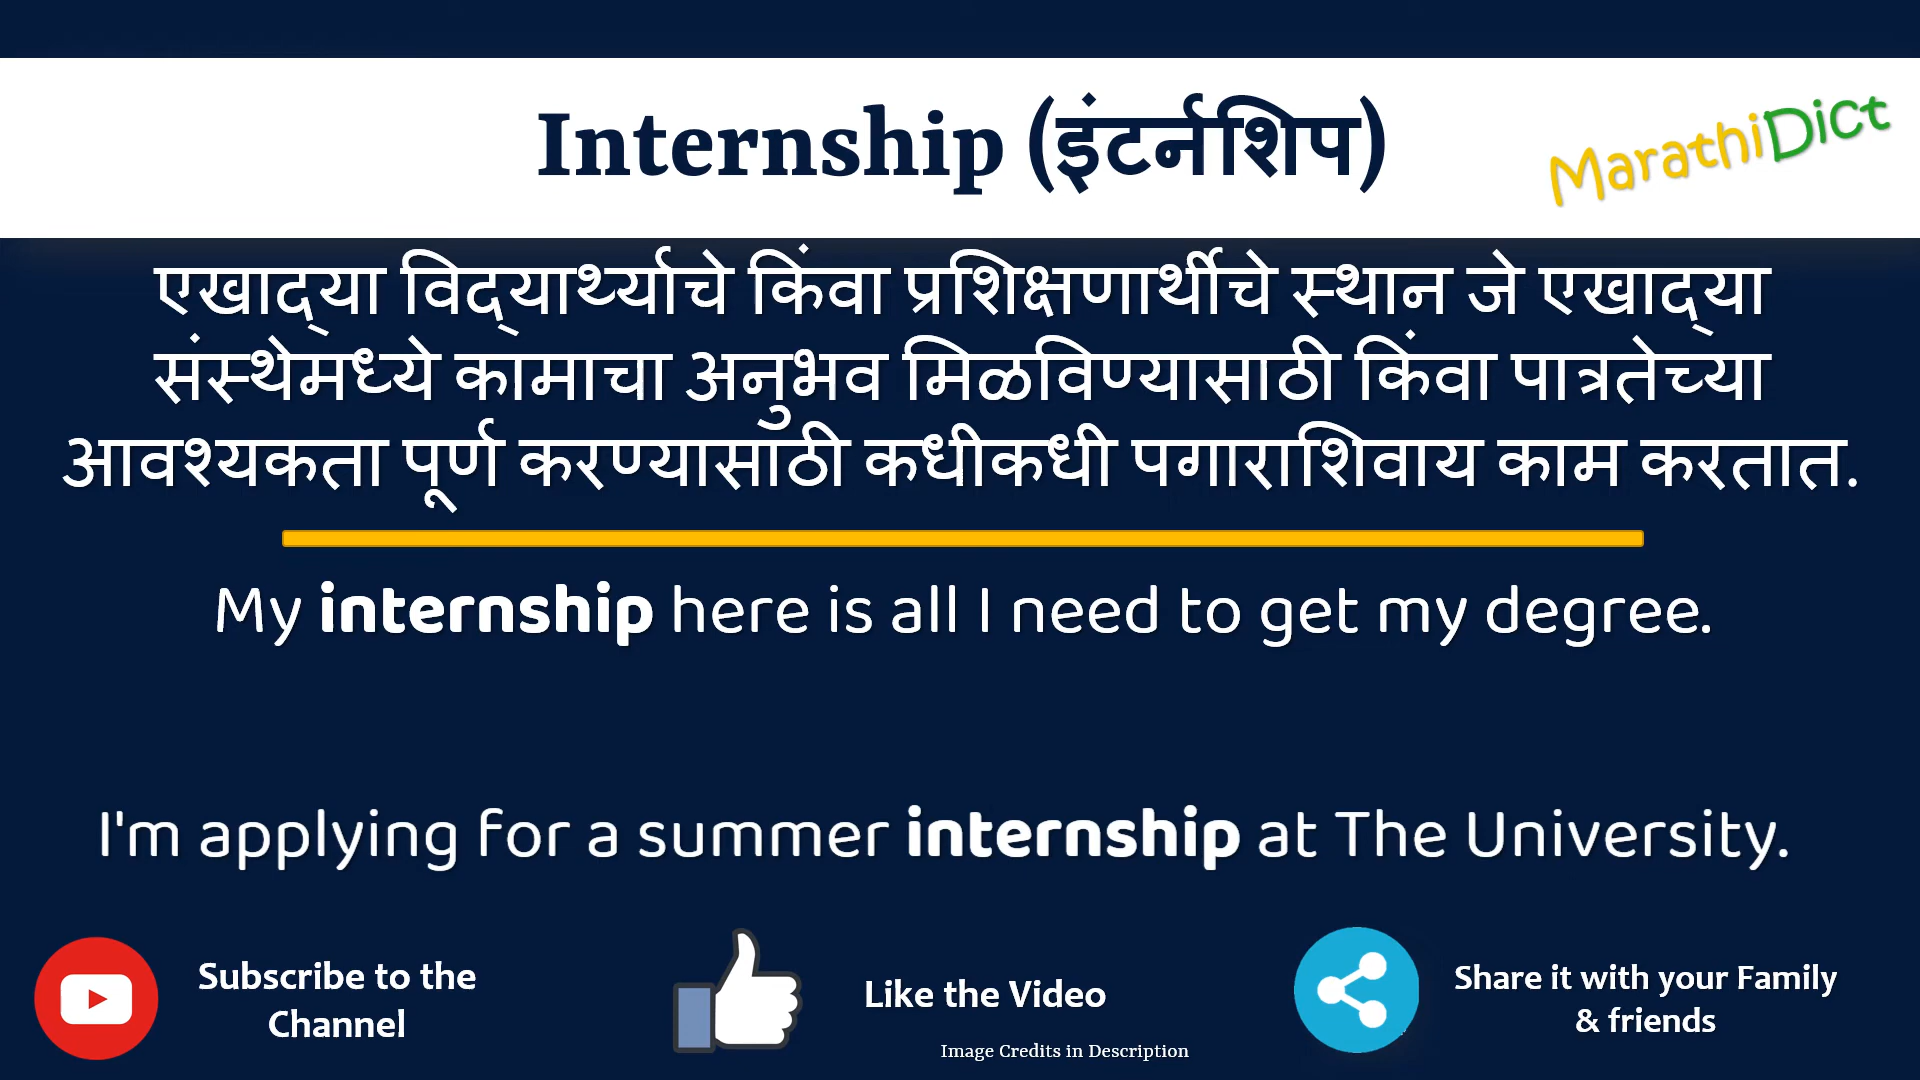 Internship (इंटर्नशिप)
MarathiDict
एखाद्‌या विद्‌यार्थ्याचे किंवा प्रशिक्षणार्थीचे स्थान जे एखाद्‌या
संस्थेमध्ये कामाचा अनुभव मिळविण्यासाठी किंवा पात्रतेच्या
आवश्यकता पूर्ण करण्यासाठी कधीकधी पगाराशिवाय काम करतात.
My internship here is all I need to get my degree.
I'm applying for a summer internship at The University.
Subscribe to the
Channel
Like the Video
Share it with your Family
& friends
Image Credits in Description